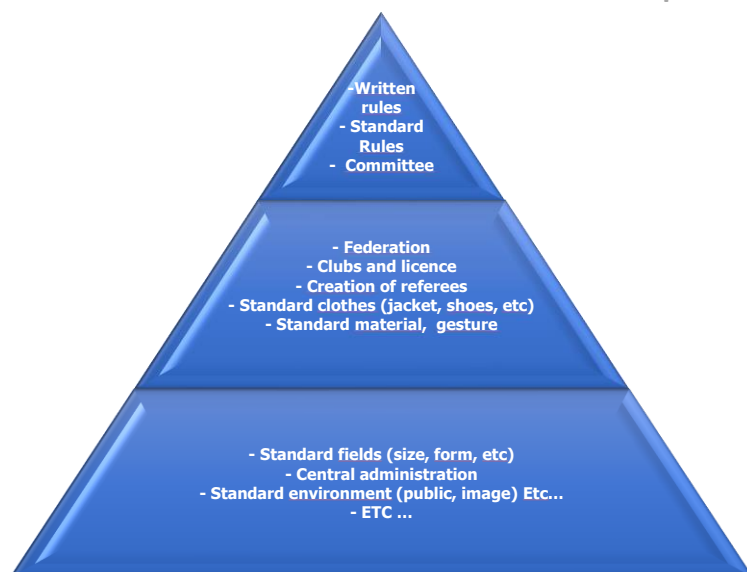 -Written
rules
- Standard
Rules
- Committee
- Federation
- Clubs and licence
- Creation of referees
- Standard clothes (jacket, shoes, etc)
- Standard material, gesture
- Standard fields (size, form, etc)
- Central administration
- Standard environment (public, image) Etc...
- ETC ...